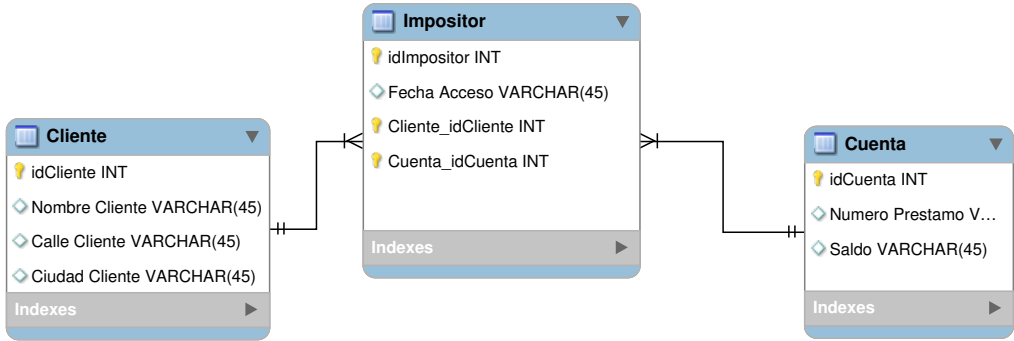 Impositor
idImpositor INT
Fecha Acceso VARCHAR(45)
Cliente_idCliente INT
Cuenta_idCuenta INT
Indexes
Cliente
idCliente INT
Nombre Cliente VARCHAR(45)
Calle Cliente VARCHAR(45)
Ciudad Cliente VARCHAR(45)
Indexes
Cuenta
idCuenta INT
Numero Prestamo V...
Saldo VARCHAR(45)
Indexes